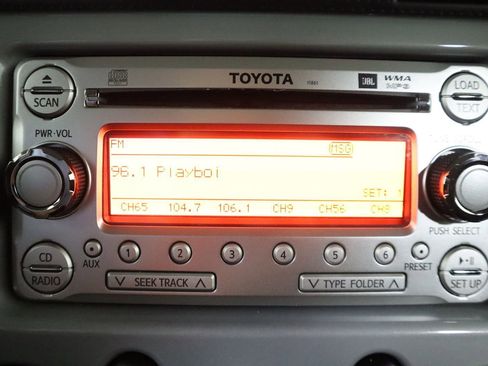 SCAN
TOYOTA
11861
JBL
WMA
MP3
LOAD
TEXT
PWR·VOL
FM
MSG
96.1 Playboi
SET: 1
CH65 104.7 106.1 CH9 CH56 CH8
PUSH SELECT
CD
RADIO
AUX
1 2 3 4 5 6
PRESET
SEEK TRACK
TYPE FOLDER
SET UP